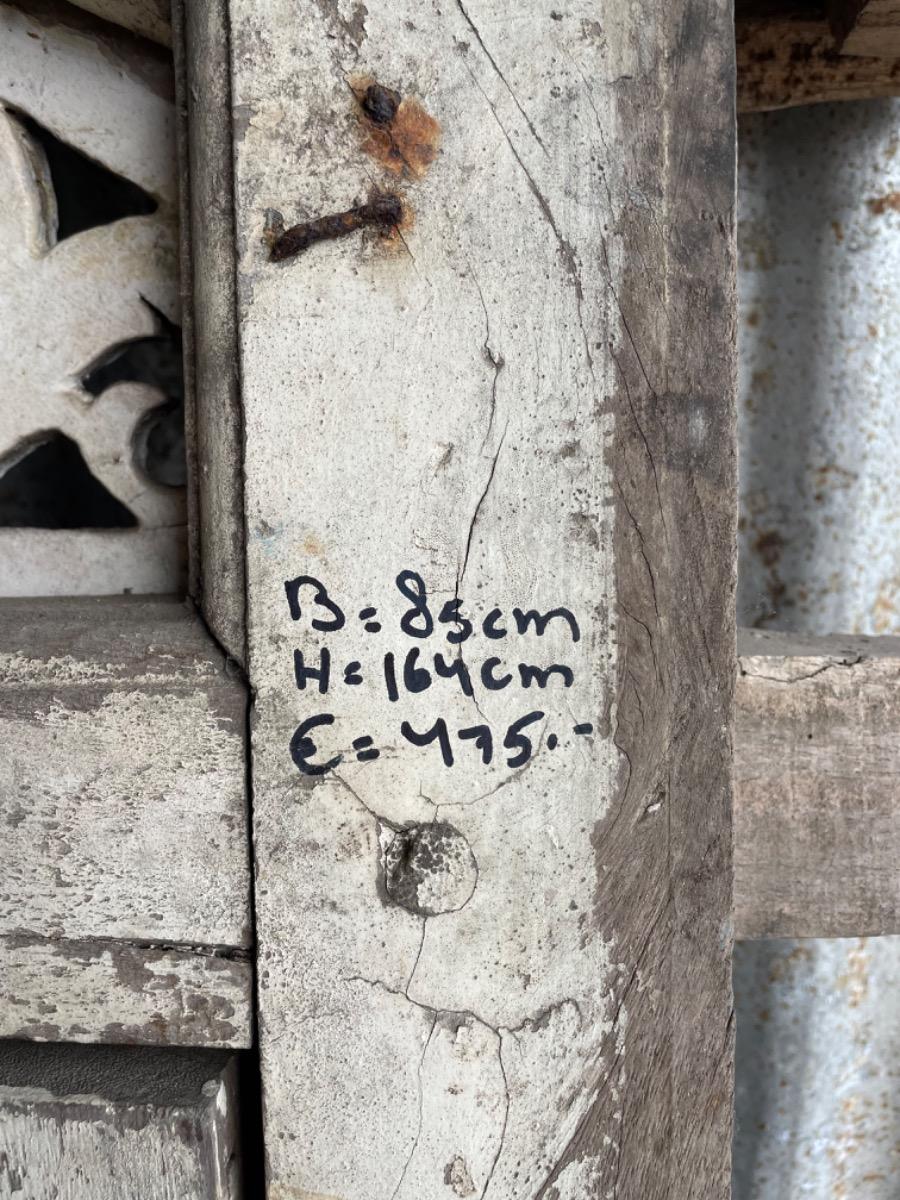 B=85cm
H=164cm
€=475.-